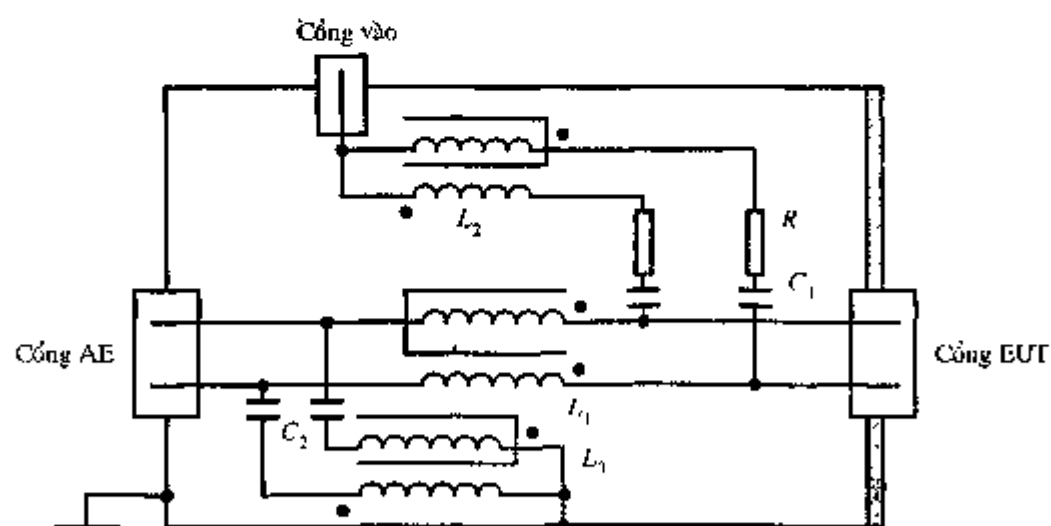 Cổng vào
L2
R
C1
Cổng AE
Cổng EUT
L1
C2
L3